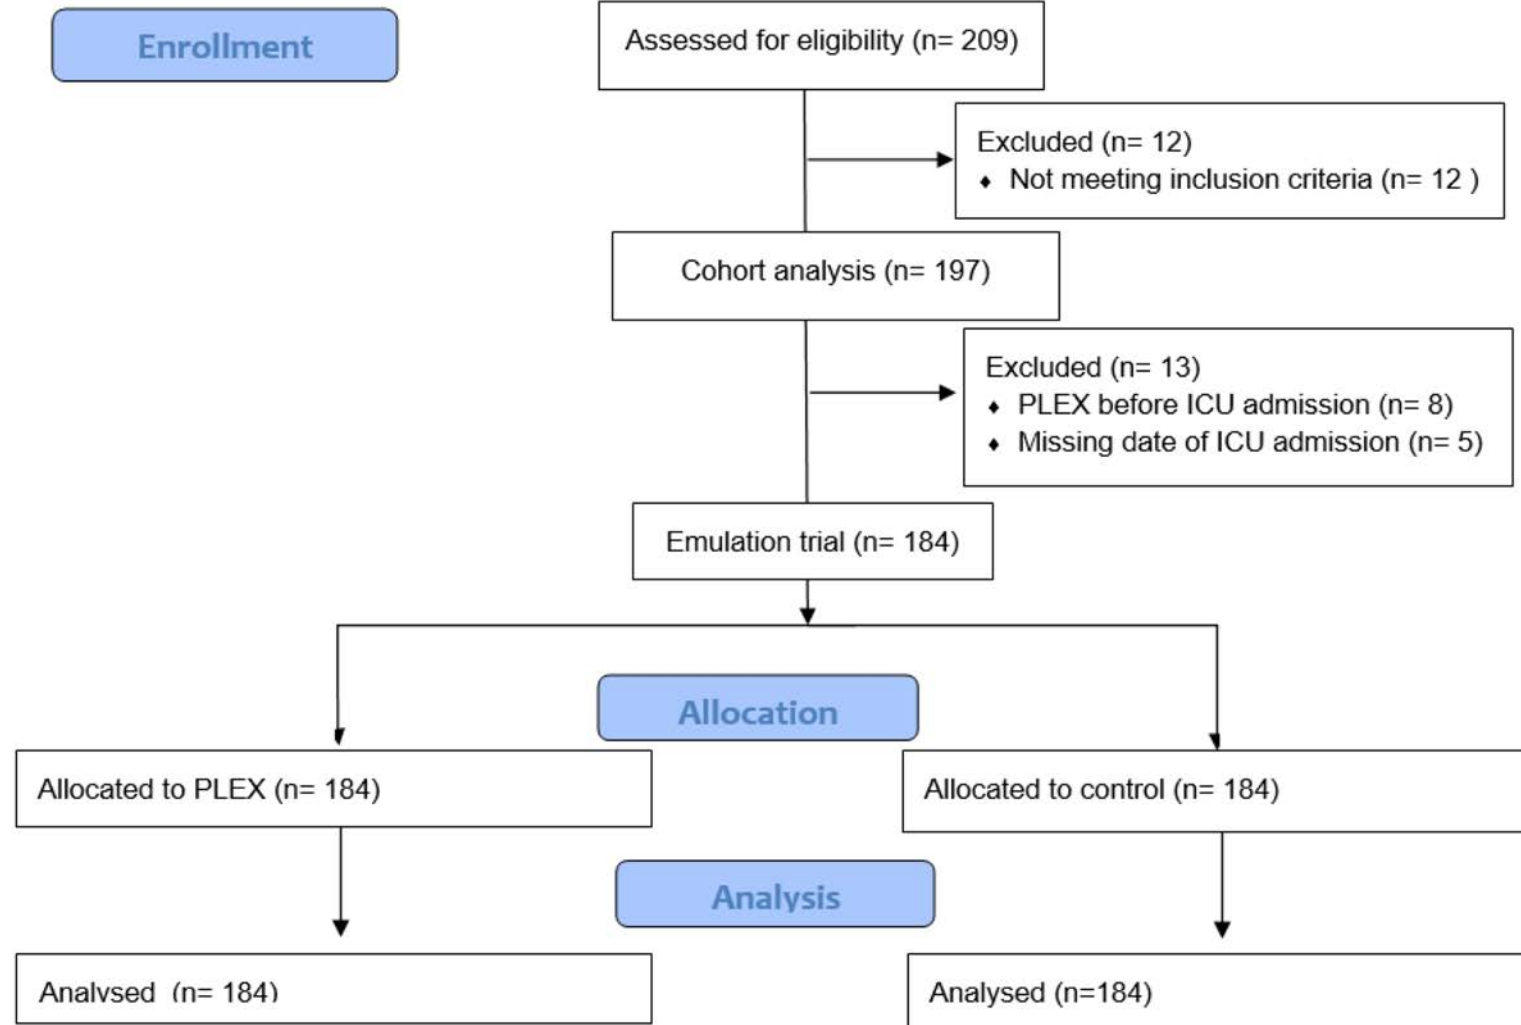 Enrollment
Assessed for eligibility (n= 209)
Excluded (n= 12)
♦ Not meeting inclusion criteria (n= 12 )
Cohort analysis (n= 197)
Excluded (n= 13)
♦ PLEX before ICU admission (n= 8)
♦ Missing date of ICU admission (n= 5)
Emulation trial (n= 184)
Allocation
Allocated to PLEX (n= 184)
Allocated to control (n= 184)
Analysis
Analysed (n= 184)
Analysed (n=184)